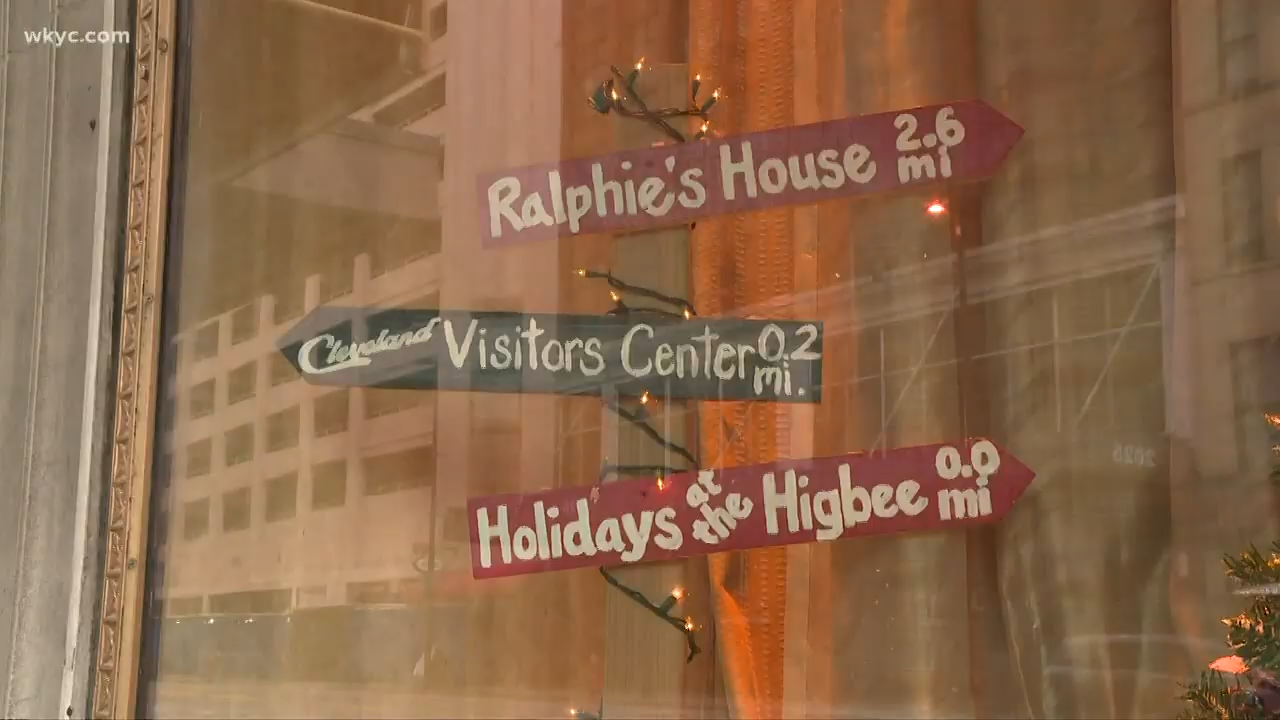 wkyc.com
Ralphie's House 2.6 mi
Cleveland Visitors Center 0.2 mi.
Holidays at the Higbee 0.0 mi